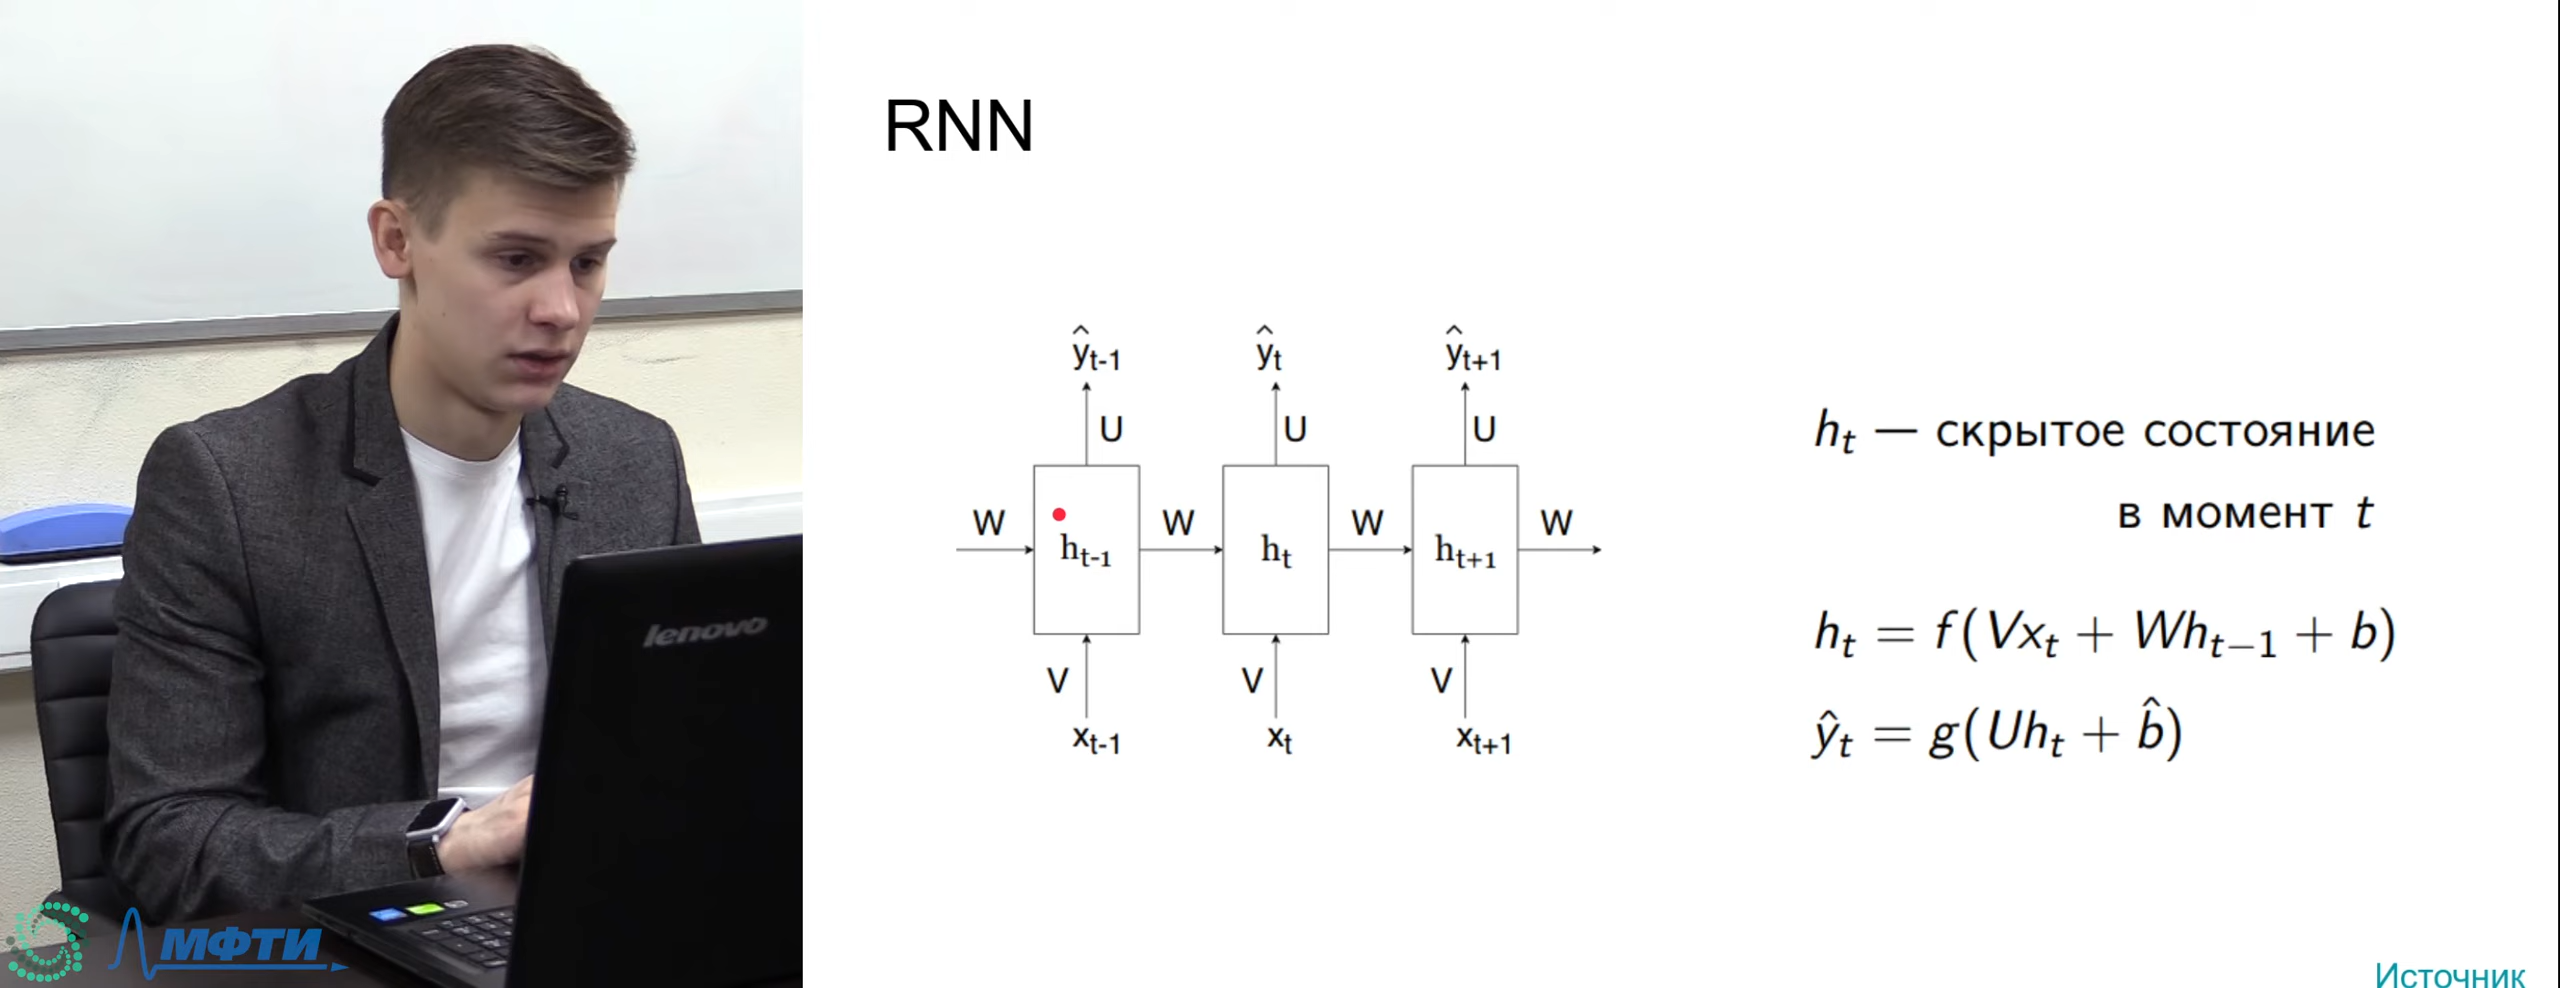 RNN
ŷt-1 ŷt ŷt+1
U U U
W W W W
ht-1 ht ht+1
V V V
xt-1 xt xt+1
ht — скрытое состояние
в момент t
ht = f(Vxt + Wht−1 + b)
ŷt = g(Uht + b̂)
lenovo
МФТИ
Источник